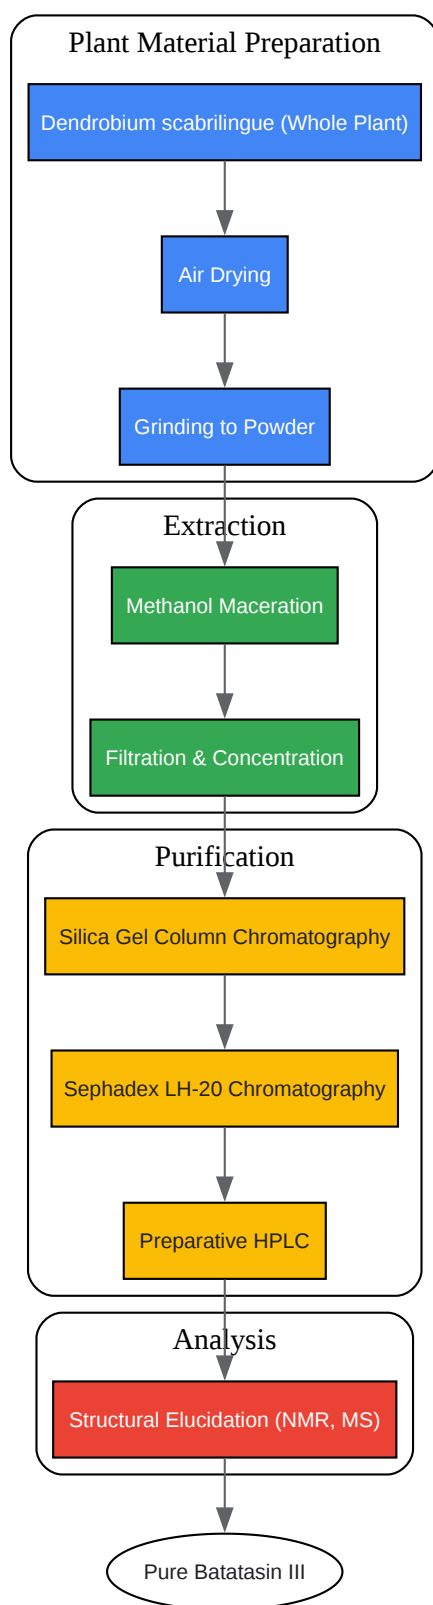 Plant Material Preparation
Dendrobium scabrilingue (Whole Plant)
Air Drying
Grinding to Powder
Extraction
Methanol Maceration
Filtration & Concentration
Purification
Silica Gel Column Chromatography
Sephadex LH-20 Chromatography
Preparative HPLC
Analysis
Structural Elucidation (NMR, MS)
Pure Batatasin III